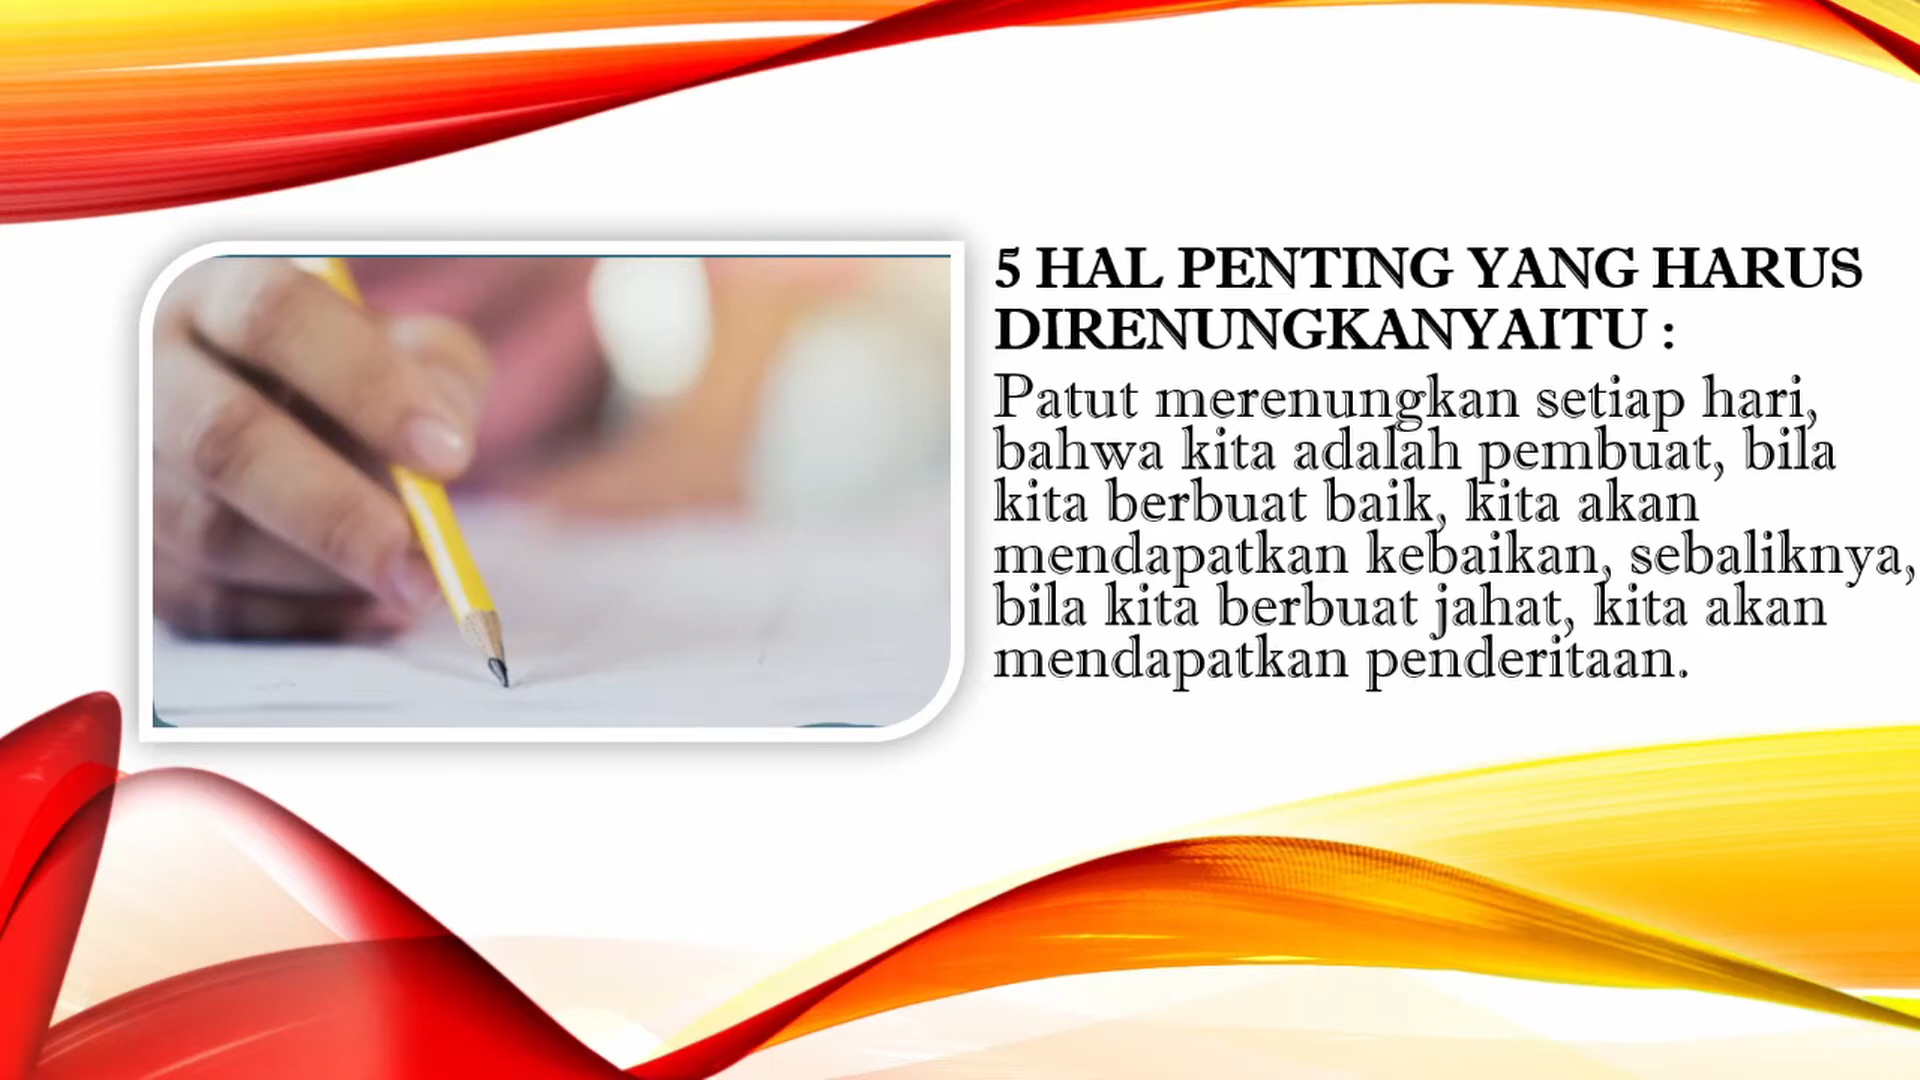 5 HAL PENTING YANG HARUS
DIRENUNGKANYAITU :
Patut merenungkan setiap hari,
bahwa kita adalah pembuat, bila
kita berbuat baik, kita akan
mendapatkan kebaikan, sebaliknya,
bila kita berbuat jahat, kita akan
mendapatkan penderitaan.